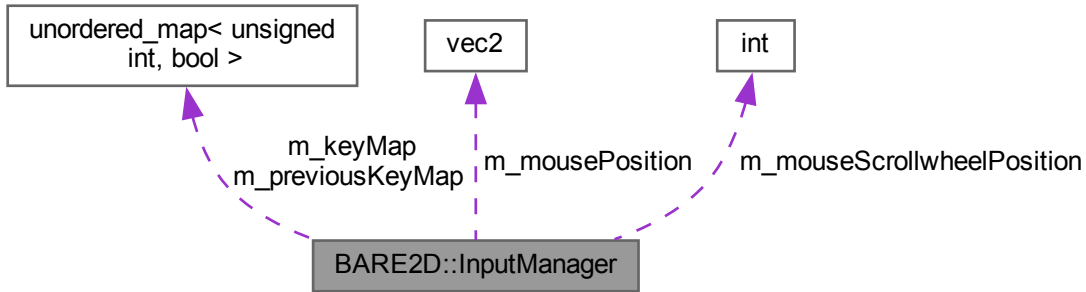 unordered_map< unsigned
int, bool >
vec2
int
m_keyMap
m_previousKeyMap
m_mousePosition
m_mouseScrollwheelPosition
BARE2D::InputManager